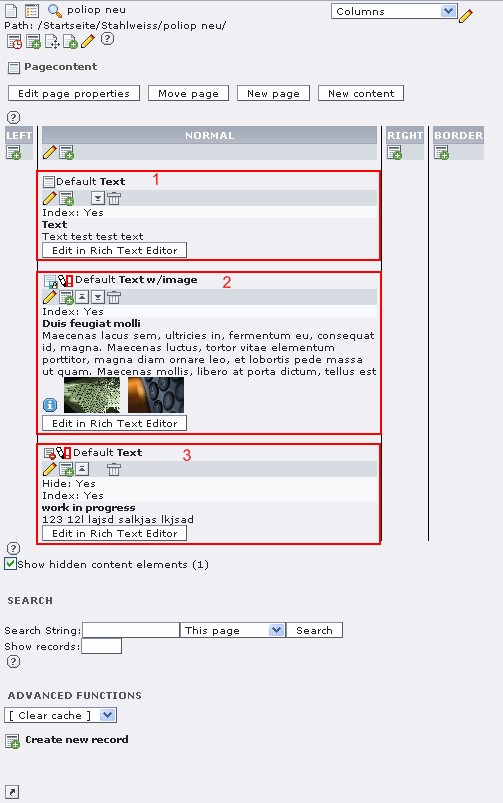 poliop neu
Columns
Path: /Startseite/Stahlweiss/poliop neu/
Pagecontent
Edit page properties
Move page
New page
New content
LEFT
NORMAL
RIGHT
BORDER
Default Text
1
Index: Yes
Text
Text test test text
Edit in Rich Text Editor
Default Text w/image
2
Index: Yes
Duis feugiat molli
Maecenas lacus sem, ultricies in, fermentum eu, consequat
id, magna. Maecenas luctus, tortor vitae elementum
porttitor, magna diam ornare leo, et lobortis pede massa
ut quam. Maecenas mollis, libero at porta dictum, tellus est
Edit in Rich Text Editor
Default Text
3
Hide: Yes
Index: Yes
work in progress
123 12l lajsd salkjas lkjsad
Edit in Rich Text Editor
Show hidden content elements (1)
SEARCH
Search String:
This page
Search
Show records:
ADVANCED FUNCTIONS
[ Clear cache ]
Create new record